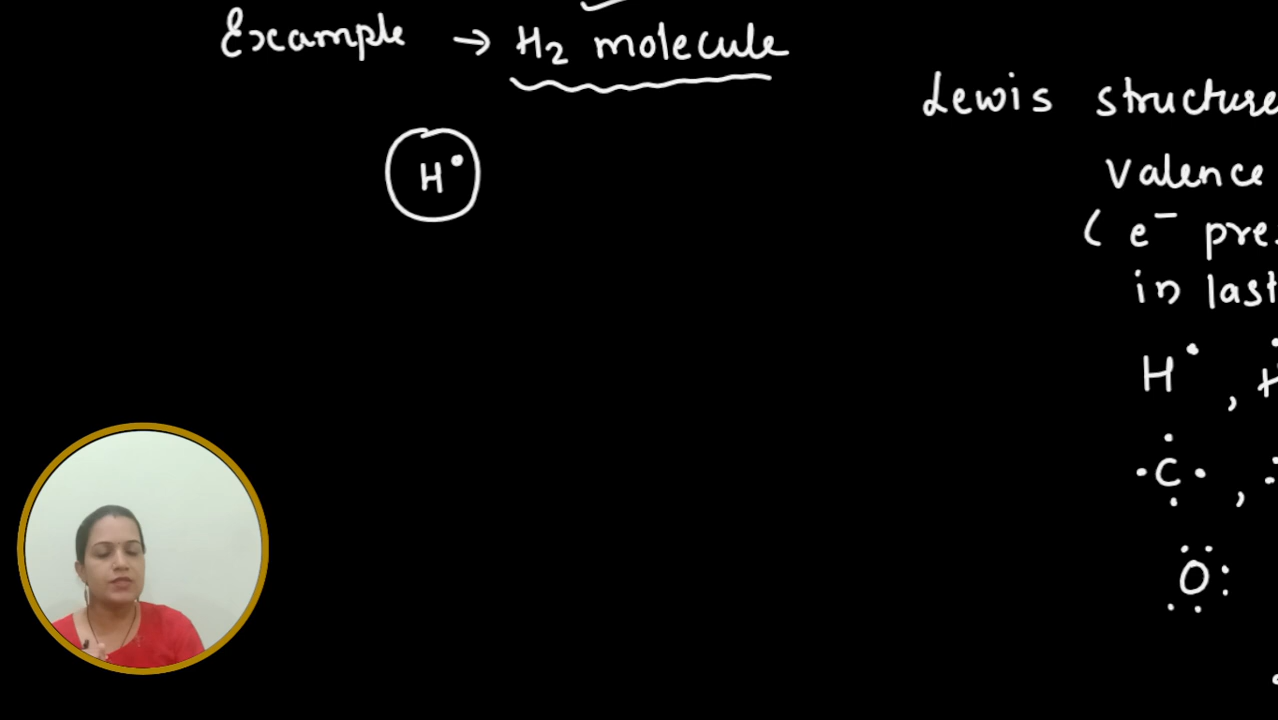 Example → H2 molecule
H•
Lewis structure
Valence
( e⁻ pre
in last
H• ,
C ,
O